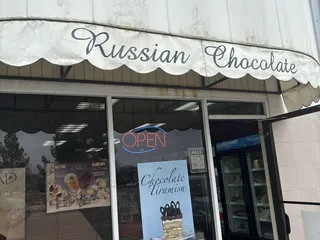 Russian Chocolate
OPEN
Chocolate
Tiramisu